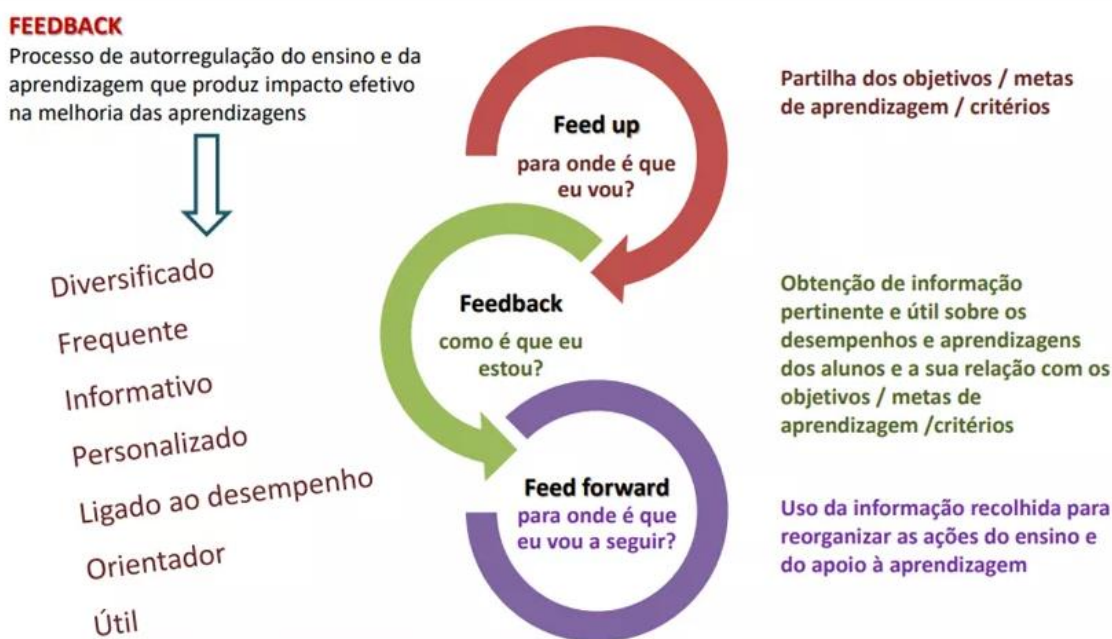 FEEDBACK
Processo de autorregulação do ensino e da
aprendizagem que produz impacto efetivo
na melhoria das aprendizagens
Diversificado
Frequente
Informativo
Personalizado
Ligado ao desempenho
Orientador
Útil
Feed up
para onde é que
eu vou?
Partilha dos objetivos / metas
de aprendizagem / critérios
Feedback
como é que eu
estou?
Obtenção de informação
pertinente e útil sobre os
desempenhos e aprendizagens
dos alunos e a sua relação com os
objetivos / metas de
aprendizagem /critérios
Feed forward
para onde é que
eu vou a seguir?
Uso da informação recolhida para
reorganizar as ações do ensino e
do apoio à aprendizagem